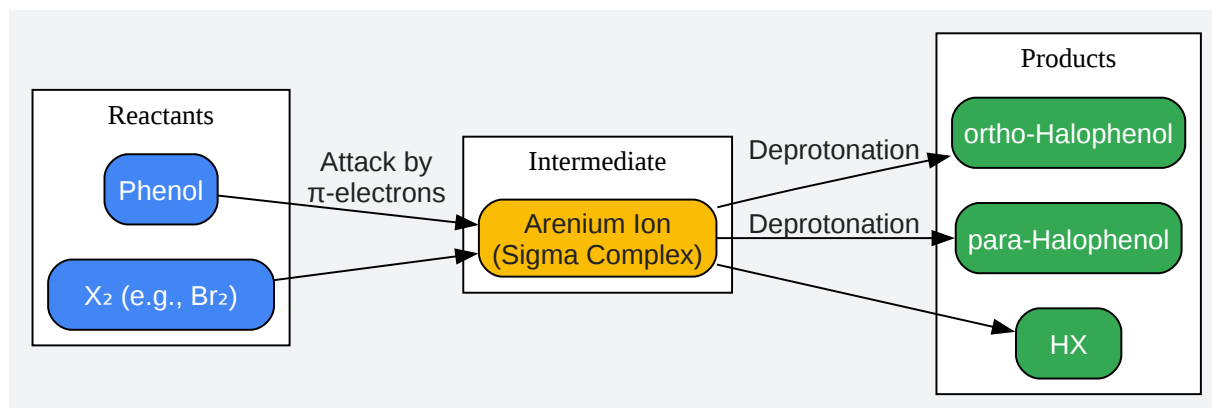 Reactants
Phenol
X₂ (e.g., Br₂)
Attack by
π-electrons
Intermediate
Arenium Ion
(Sigma Complex)
Deprotonation
Deprotonation
Products
ortho-Halophenol
para-Halophenol
HX